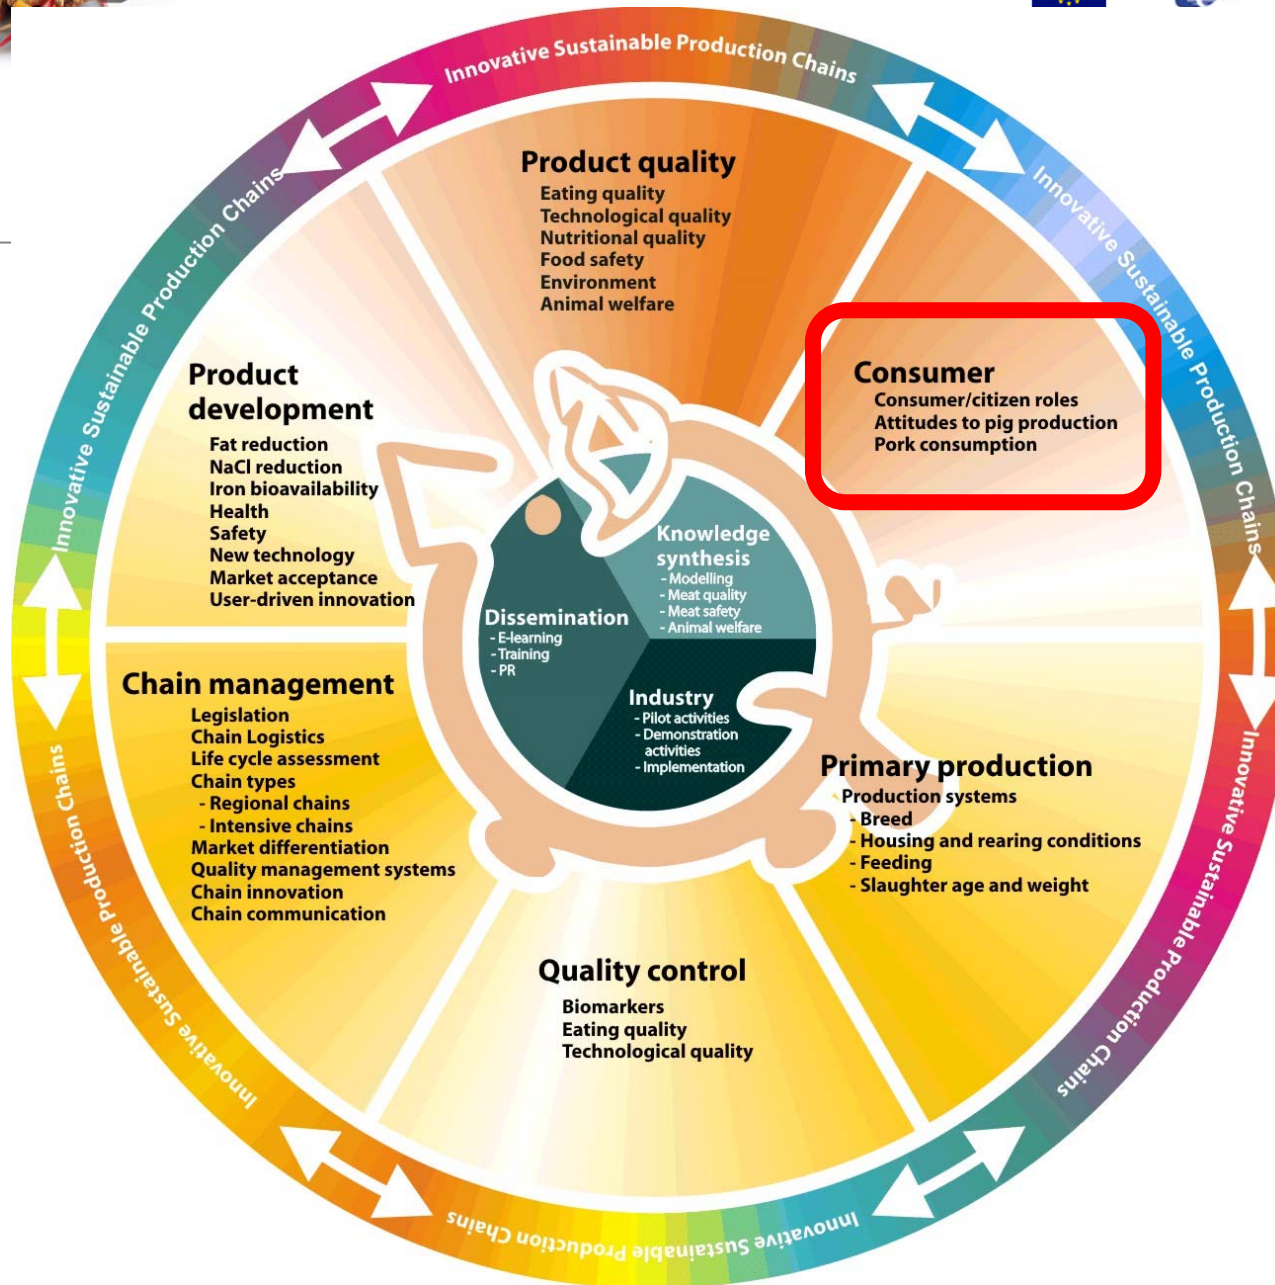 Innovative Sustainable Production Chains
Innovative Sustainable Production Chains
Innovative Sustainable Production Chains
Innovative Sustainable Production Chains
Innovative Sustainable Production Chains
Innovative Sustainable Production Chains
Product quality
Eating quality
Technological quality
Nutritional quality
Food safety
Environment
Animal welfare
Consumer
Consumer/citizen roles
Attitudes to pig production
Pork consumption
Primary production
Production systems
- Breed
- Housing and rearing conditions
- Feeding
- Slaughter age and weight
Quality control
Biomarkers
Eating quality
Technological quality
Chain management
Legislation
Chain Logistics
Life cycle assessment
Chain types
- Regional chains
- Intensive chains
Market differentiation
Quality management systems
Chain innovation
Chain communication
Product
development
Fat reduction
NaCl reduction
Iron bioavailability
Health
Safety
New technology
Market acceptance
User-driven innovation
Knowledge
synthesis
- Modelling
- Meat quality
- Meat safety
- Animal welfare
Dissemination
- E-learning
- Training
- PR
Industry
- Pilot activities
- Demonstration
activities
- Implementation